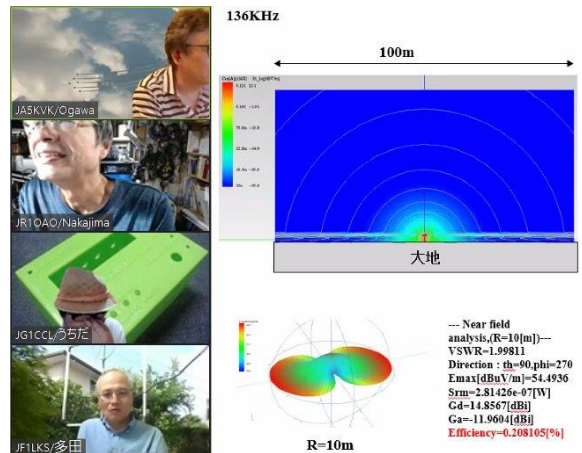 136KHz
100m
大地
JA5KVK/Ogawa
JR1OAO/Nakajima
JG1CCL/うちだ
JF1LKS/多田
R=10m
--- Near field
analysis,(R=10[m])---
VSWR=1.99811
Direction : th=90,phi=270
Emax[dBuV/m]=54.4936
Srm=2.81426e-07[W]
Gd=14.8567[dBi]
Ga=-11.9604[dBi]
Efficiency=0.208105[%]